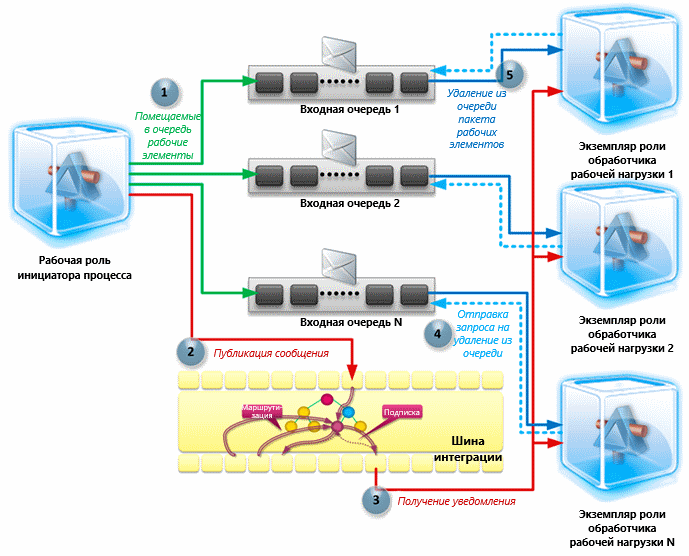 1
Помещаемые
в очередь
рабочие
элементы
Входная очередь 1
5
Удаление из
очереди
пакета
рабочих
элементов
Экземпляр роли
обработчика
рабочей нагрузки 1
Рабочая роль
инициатора процесса
Входная очередь 2
Экземпляр роли
обработчика
рабочей нагрузки 2
Входная очередь N
4
Отправка
запроса на
удаление из
очереди
2
Публикация сообщения
Маршрути-
зация
Подписка
Шина
интеграции
3
Получение уведомления
Экземпляр роли
обработчика
рабочей нагрузки N